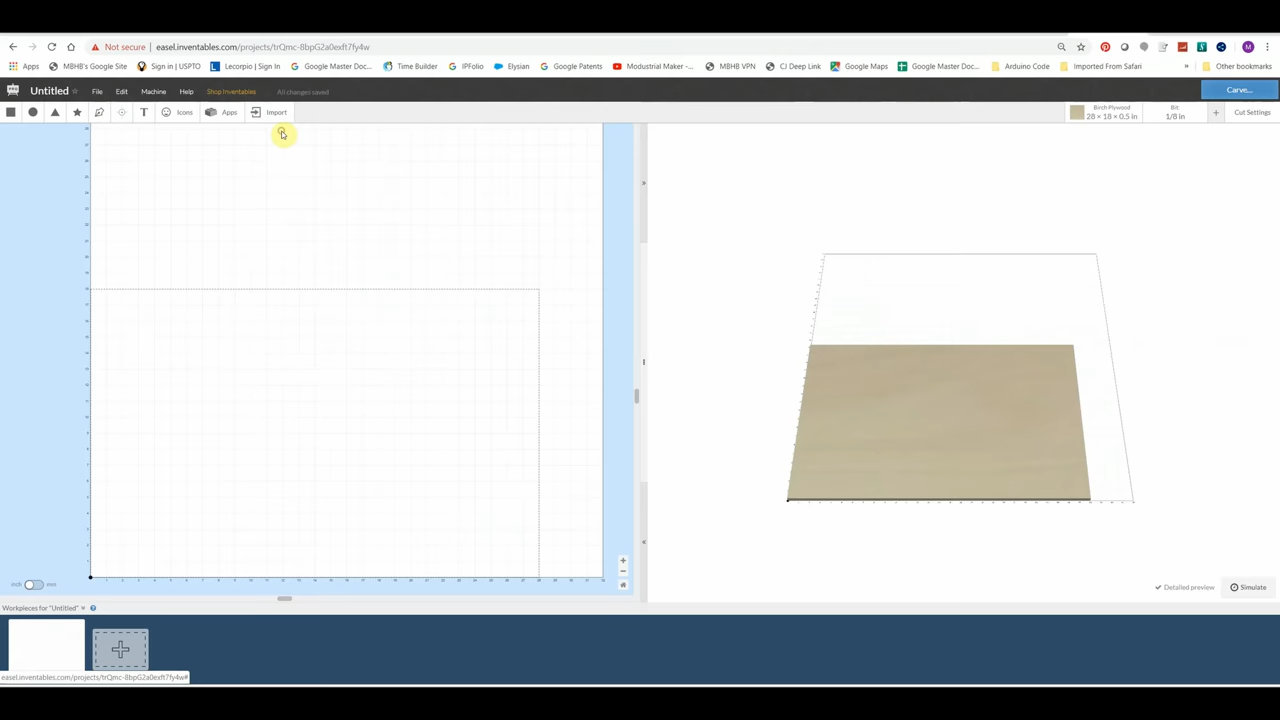 Not secure | easel.inventables.com/projects/trQmc-8bpG2a0exft7fy4w
Apps MBHB's Google Site Sign in | USPTO Lecorpio | Sign In Google Master Doc... Time Builder IPFolio Elysian Google Patents Modustrial Maker -... MBHB VPN CJ Deep Link Google Maps Google Master Doc... Arduino Code Imported From Safari » Other bookmarks
Untitled File Edit Machine Help Shop Inventables All changes saved Carve...
T Icons Apps Import Birch Plywood 28 × 18 × 0.5 in Bit: 1/8 in + Cut Settings
inch mm
Detailed preview Simulate
Workpieces for "Untitled"
easel.inventables.com/projects/trQmc-8bpG2a0exft7fy4w#